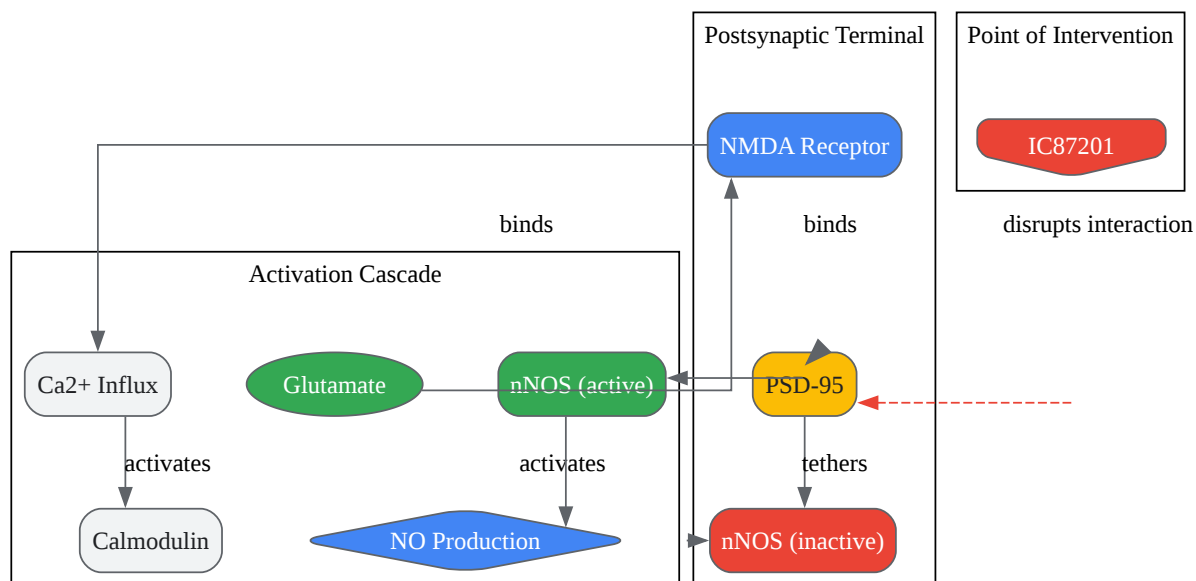 Postsynaptic Terminal
Point of Intervention
NMDA Receptor
IC87201
binds
binds
disrupts interaction
Activation Cascade
Ca2+ Influx
Glutamate
nNOS (active)
PSD-95
activates
activates
tethers
Calmodulin
NO Production
nNOS (inactive)